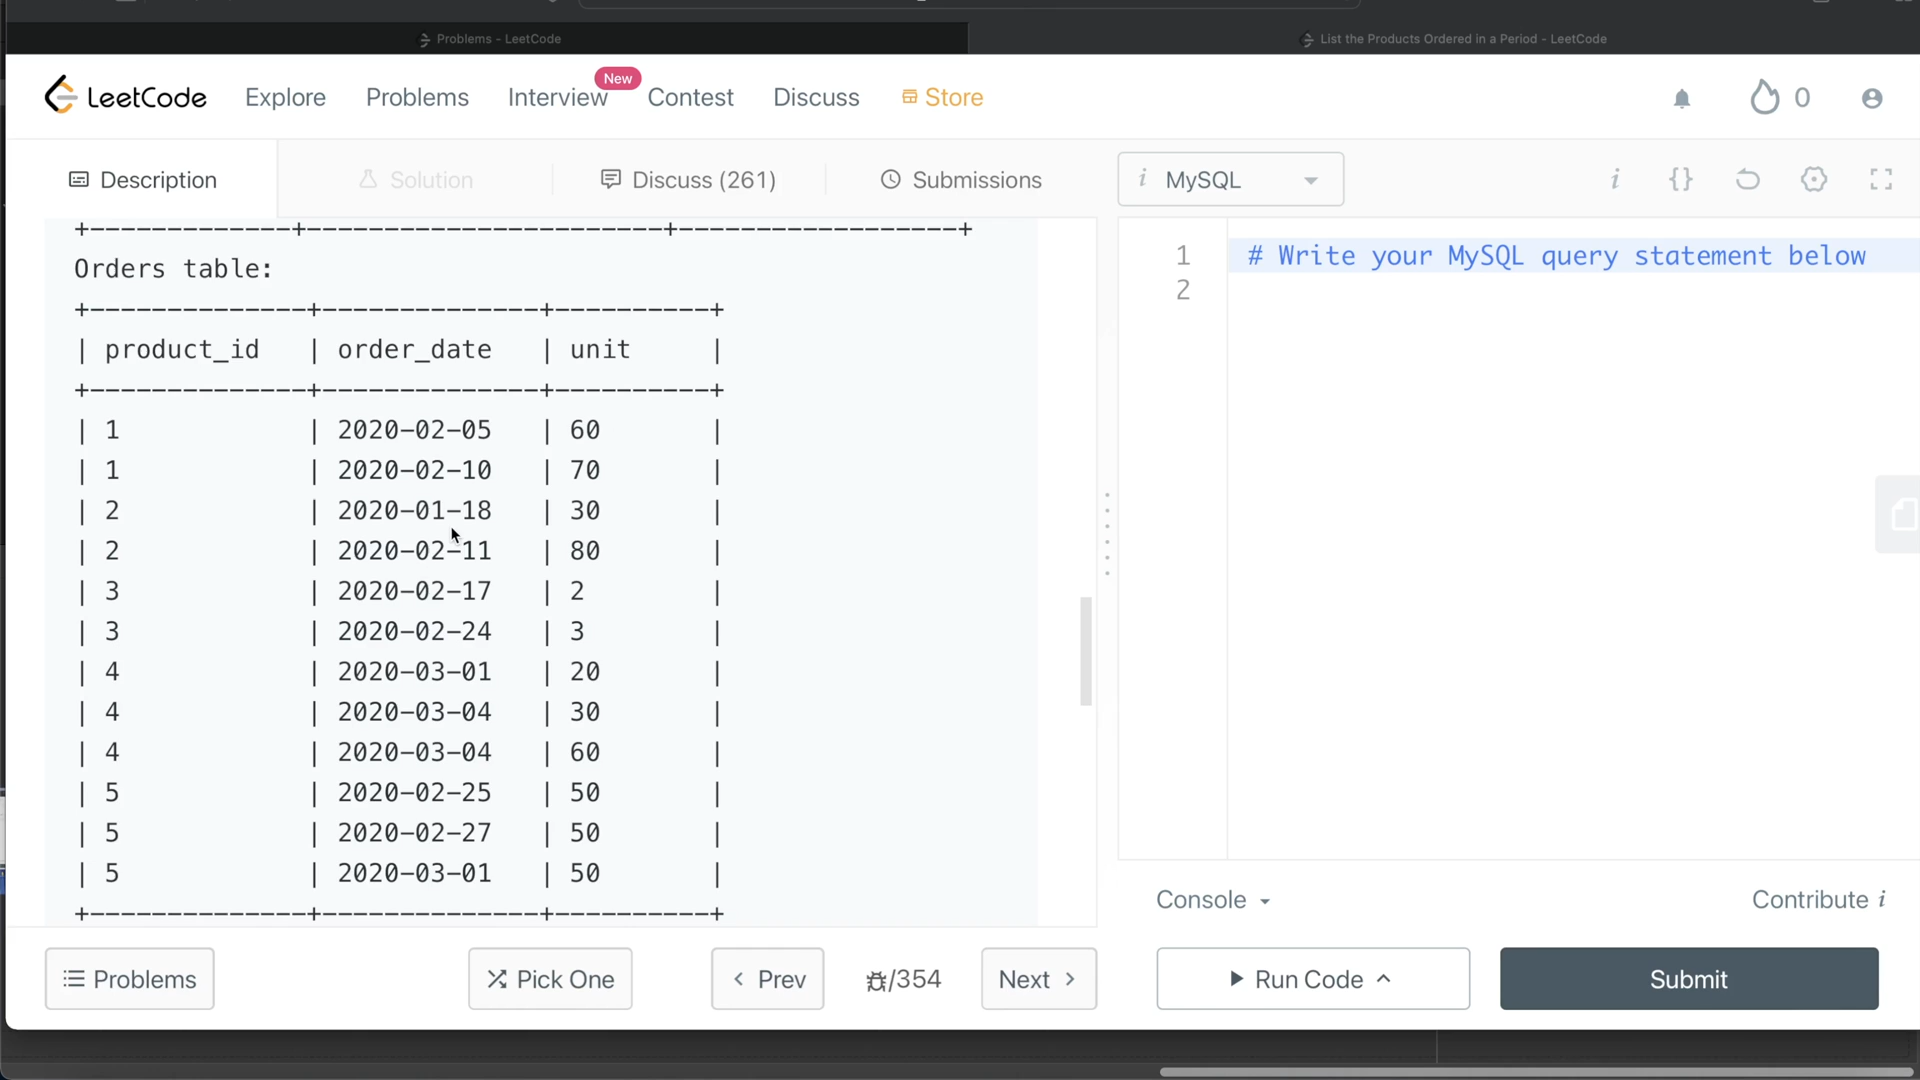 Problems - LeetCode
List the Products Ordered in a Period - LeetCode
LeetCode
Explore
Problems
Interview
New
Contest
Discuss
Store
0
Description
Solution
Discuss (261)
Submissions
i MySQL
i {}
+-------------+----------------------+-----------------+
Orders table:
+--------------+--------------+----------+
| product_id | order_date | unit |
+--------------+--------------+----------+
| 1 | 2020-02-05 | 60 |
| 1 | 2020-02-10 | 70 |
| 2 | 2020-01-18 | 30 |
| 2 | 2020-02-11 | 80 |
| 3 | 2020-02-17 | 2 |
| 3 | 2020-02-24 | 3 |
| 4 | 2020-03-01 | 20 |
| 4 | 2020-03-04 | 30 |
| 4 | 2020-03-04 | 60 |
| 5 | 2020-02-25 | 50 |
| 5 | 2020-02-27 | 50 |
| 5 | 2020-03-01 | 50 |
+--------------+--------------+----------+
1 # Write your MySQL query statement below
2
Console
Contribute i
Problems
Pick One
Prev
/354
Next
Run Code
Submit